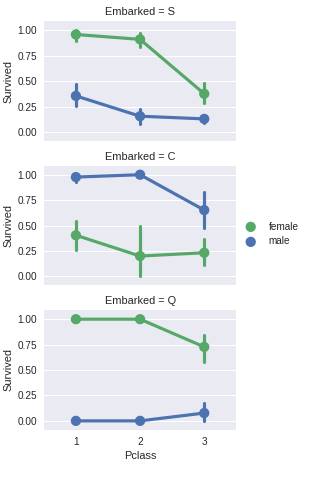 Embarked = S
1.00
0.75
0.50
0.25
0.00
Survived
Embarked = C
1.00
0.75
0.50
0.25
0.00
Survived
female
male
Embarked = Q
1.00
0.75
0.50
0.25
0.00
Survived
1 2 3
Pclass